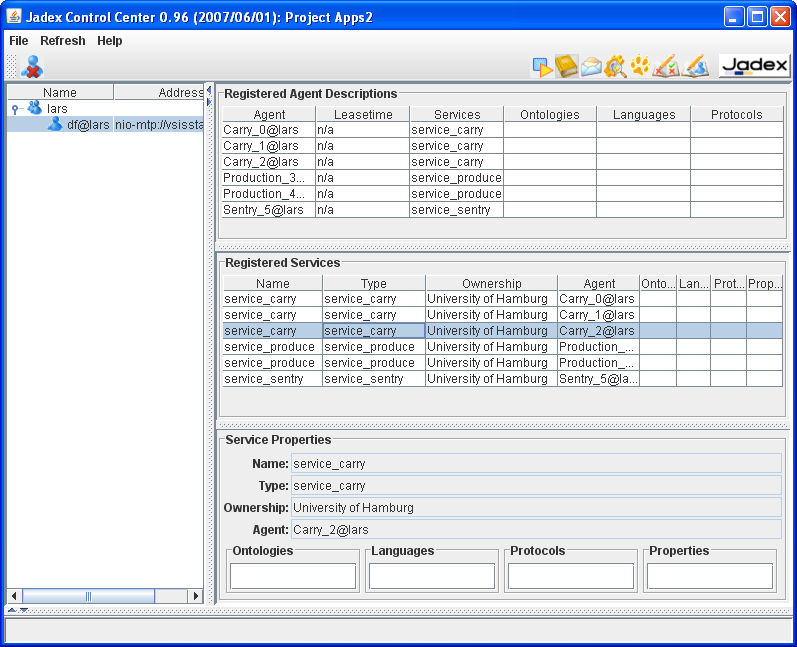 Jadex Control Center 0.96 (2007/06/01): Project Apps2
File Refresh Help
Jadex
Name Address
lars
df@lars nio-mtp://vsissta
Registered Agent Descriptions
Agent Leasetime Services Ontologies Languages Protocols
Carry_0@lars n/a service_carry
Carry_1@lars n/a service_carry
Carry_2@lars n/a service_carry
Production_3... n/a service_produce
Production_4... n/a service_produce
Sentry_5@lars n/a service_sentry
Registered Services
Name Type Ownership Agent Onto... Lan... Prot... Prop...
service_carry service_carry University of Hamburg Carry_0@lars
service_carry service_carry University of Hamburg Carry_1@lars
service_carry service_carry University of Hamburg Carry_2@lars
service_produce service_produce University of Hamburg Production_...
service_produce service_produce University of Hamburg Production_...
service_sentry service_sentry University of Hamburg Sentry_5@la...
Service Properties
Name: service_carry
Type: service_carry
Ownership: University of Hamburg
Agent: Carry_2@lars
Ontologies Languages Protocols Properties